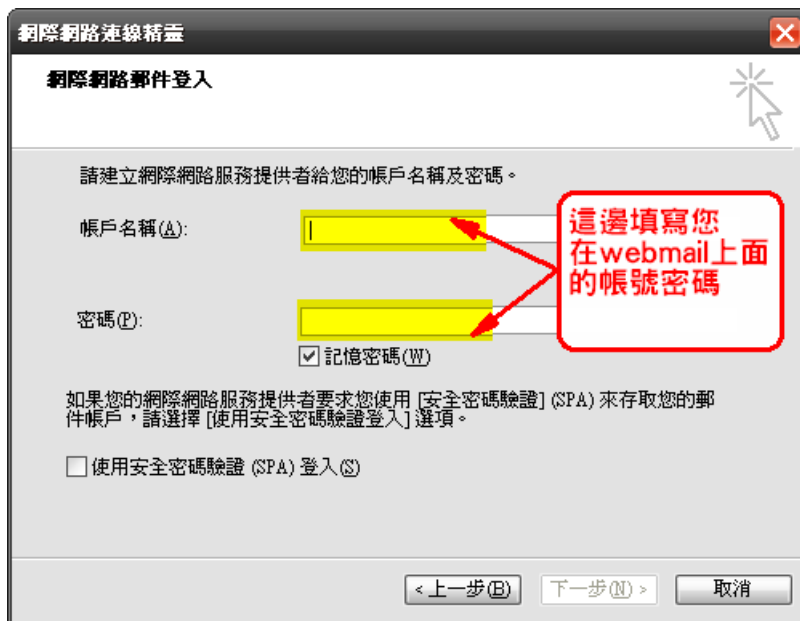 網際網路連線精靈
網際網路郵件登入
請建立網際網路服務提供者給您的帳戶名稱及密碼。
帳戶名稱(A):
這邊填寫您
在webmail上面
的帳號密碼
密碼(P):
記憶密碼(W)
如果您的網際網路服務提供者要求您使用 [安全密碼驗證] (SPA) 來存取您的郵
件帳戶，請選擇 [使用安全密碼驗證登入] 選項。
使用安全密碼驗證 (SPA) 登入(S)
<上一步(B)
下一步(N)>
取消